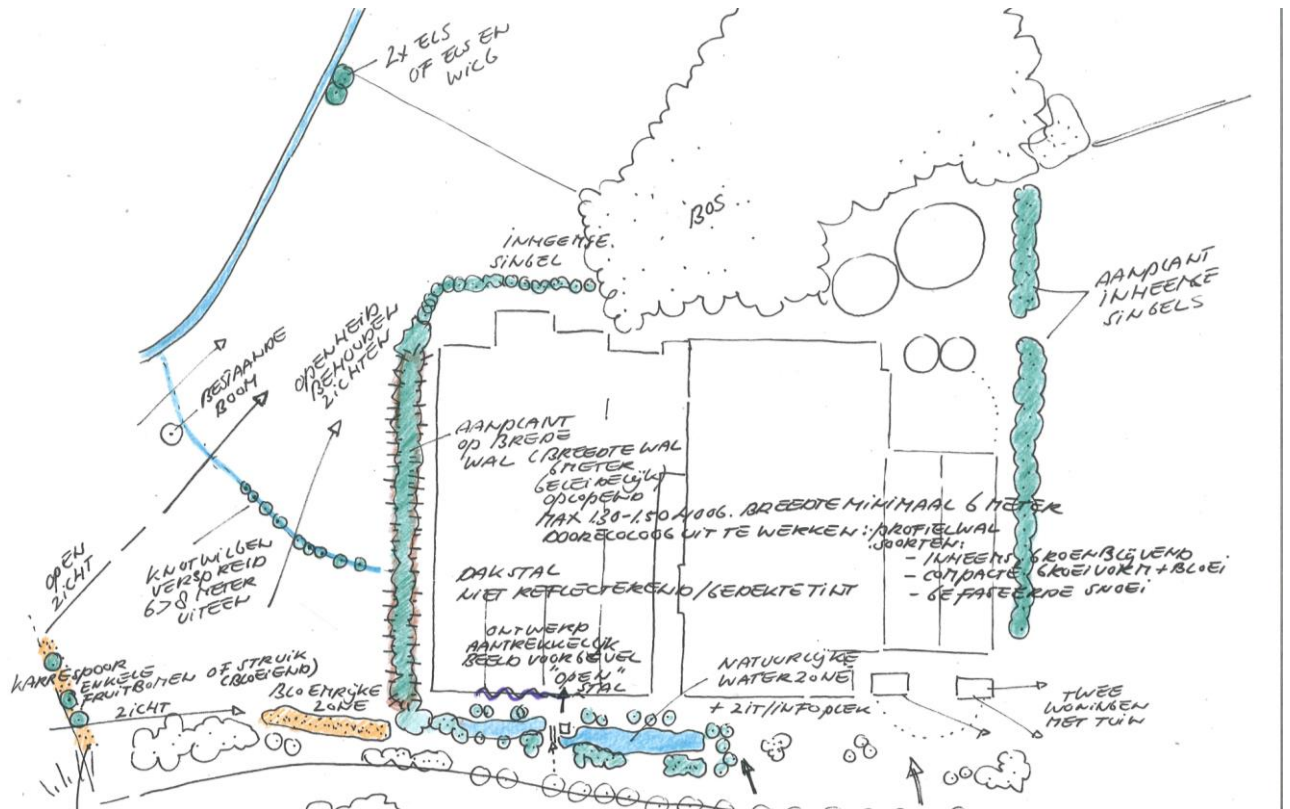 2X ELS
OF ELS EN
WILG
BOS
INHEEMSE
SINGEL
AANPLANT
INHEEMSE
SINGELS
BESTAANDE
BOOM
OPENHEID
BEHOUDEN
ZICHTEN
AANPLANT
OP BREDE
WAL (BREEDTE WAL
6 METER
GELEIDELIJK
OPLOPEND
MAX 130-1.50 HOOG. BREEDTE MINIMAAL 6 METER
DOOR ECOLOOG UIT TE WERKEN: PROFIELWAL
SOORTEN:
- INHEEMS/GROENBLIJVEND
- COMPACTE GROEIVORM + BLOEI
- GEFASEERDE SNOEI
OPEN
ZICHT
KNOTWILGEN
VERSPREID
6>8 METER
UITEEN
DAK STAL
NIET REFLECTEREND/GEDEKTE TINT
ONTWERP
AANTREKKELIJK
BEELD VOORGEVEL
"OPEN"
STAL
NATUURLIJKE
WATERZONE
+ ZIT/INFOPLEK
TWEE
WONINGEN
MET TUIN
KARRESPOOR
ENKELE
FRUITBOMEN OF STRUIK
(BLOEIEND)
ZICHT
BLOEMRIJKE
ZONE